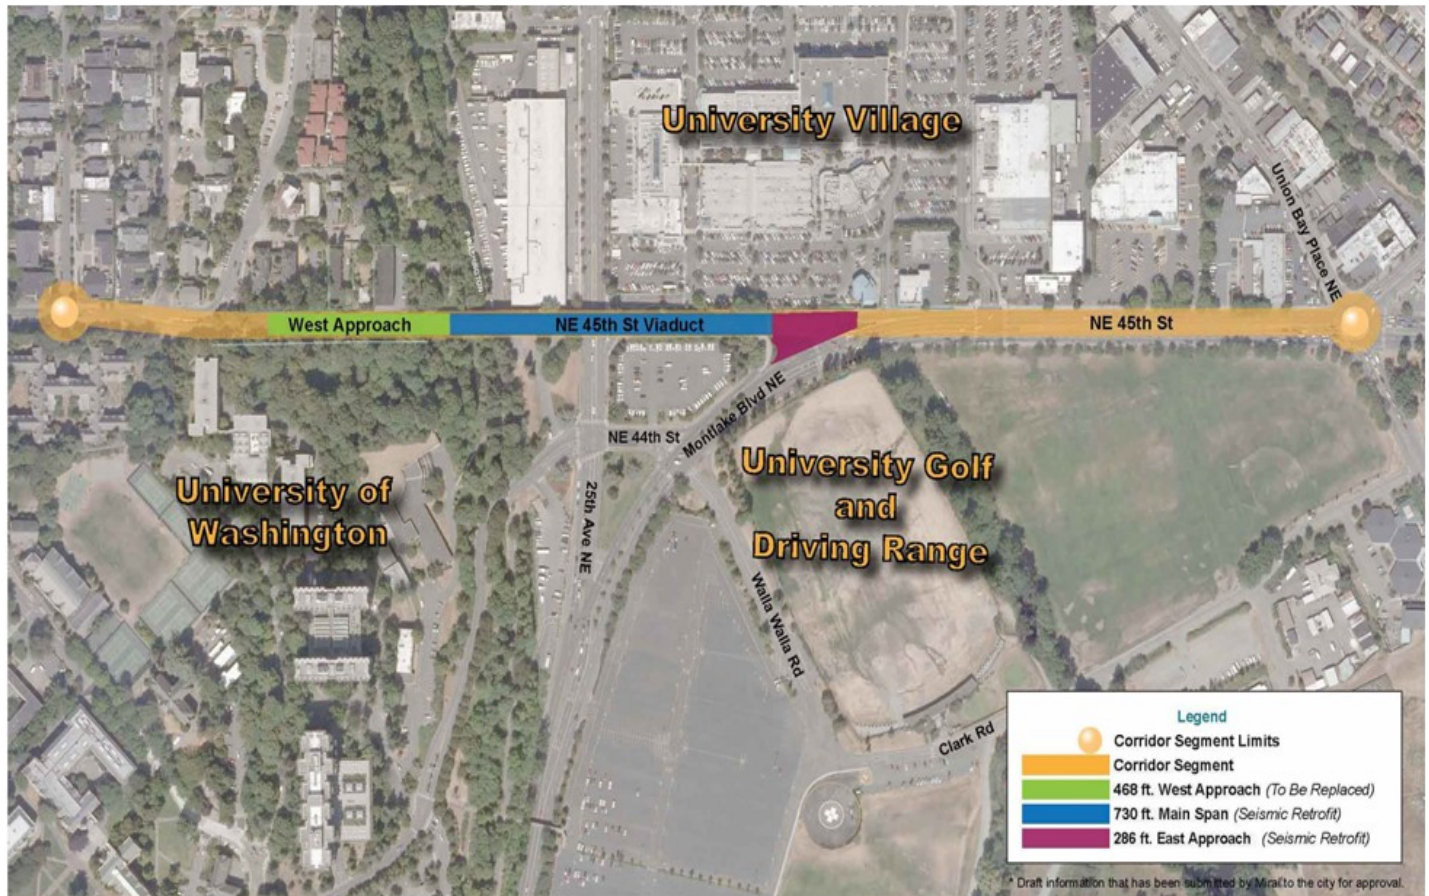 University Village
Union Bay Place NE
West Approach
NE 45th St Viaduct
NE 45th St
Montlake Blvd NE
NE 44th St
University of
Washington
University Golf
and
Driving Range
25th Ave NE
Walla Walla Rd
Clark Rd
Legend
Corridor Segment Limits
Corridor Segment
468 ft. West Approach (To Be Replaced)
730 ft. Main Span (Seismic Retrofit)
286 ft. East Approach (Seismic Retrofit)
* Draft information that has been submitted by Mirai to the city for approval.